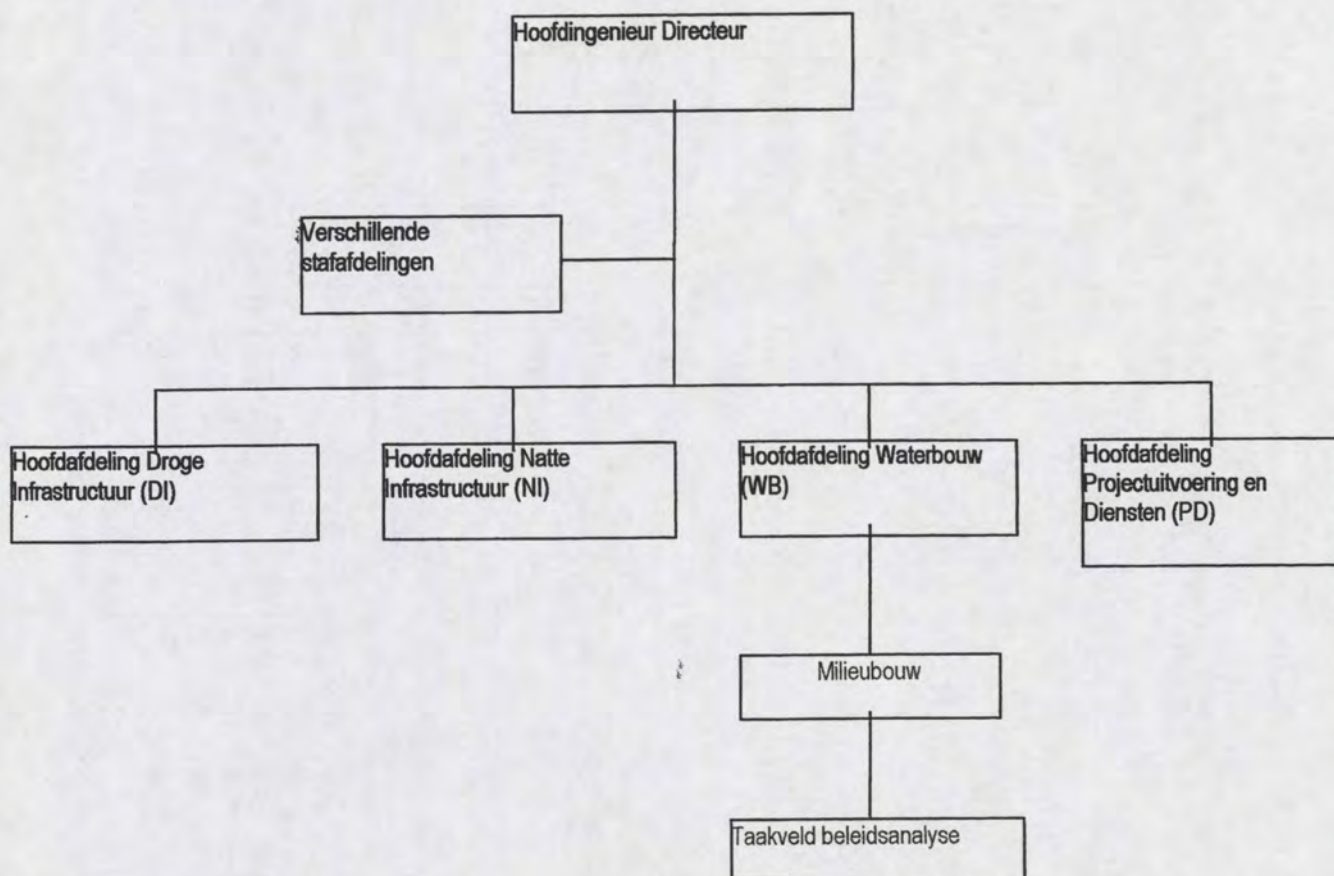 Hoofdingenieur Directeur
Verschillende
stafafdelingen
Hoofdafdeling Droge
Infrastructuur (DI)
Hoofdafdeling Natte
Infrastructuur (NI)
Hoofdafdeling Waterbouw
(WB)
Hoofdafdeling
Projectuitvoering en
Diensten (PD)
Milieubouw
Taakveld beleidsanalyse